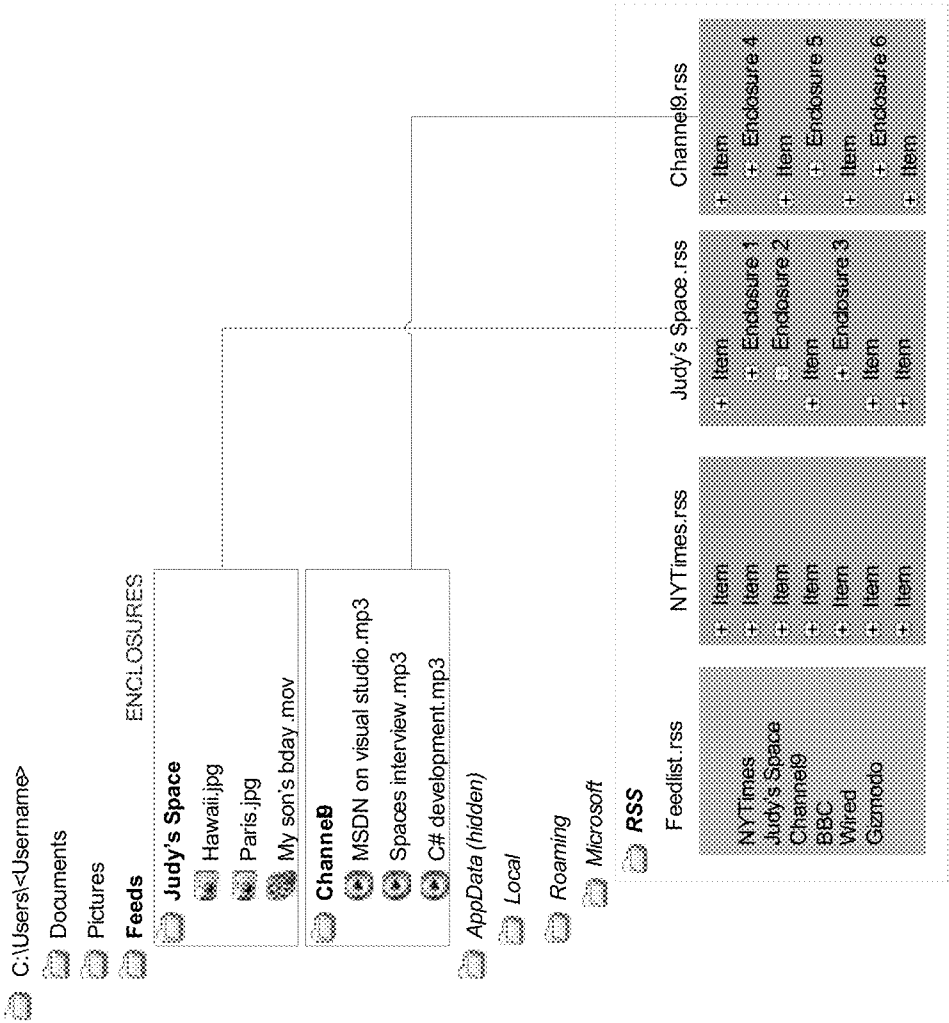 C:\Users\<Username>
Documents
Pictures
Feeds
ENCLOSURES
Judy's Space
Hawaii.jpg
Paris.jpg
My son's bday.mov
Channel9
MSDN on visual studio.mp3
Spaces interview.mp3
C# development.mp3
AppData (hidden)
Local
Roaming
Microsoft
RSS
Feedlist.rss
NYTimes
Judy's Space
Channel9
BBC
Wired
Gizmodo
NYTimes.rss
+ Item
+ Item
+ Item
+ Item
+ Item
+ Item
+ Item
Judy's Space.rss
+ Item
+ Enclosure 1
Enclosure 2
+ Item
+ Enclosure 3
+ Item
+ Item
Channel9.rss
+ Item
+ Enclosure 4
+ Item
+ Enclosure 5
+ Item
+ Enclosure 6
+ Item